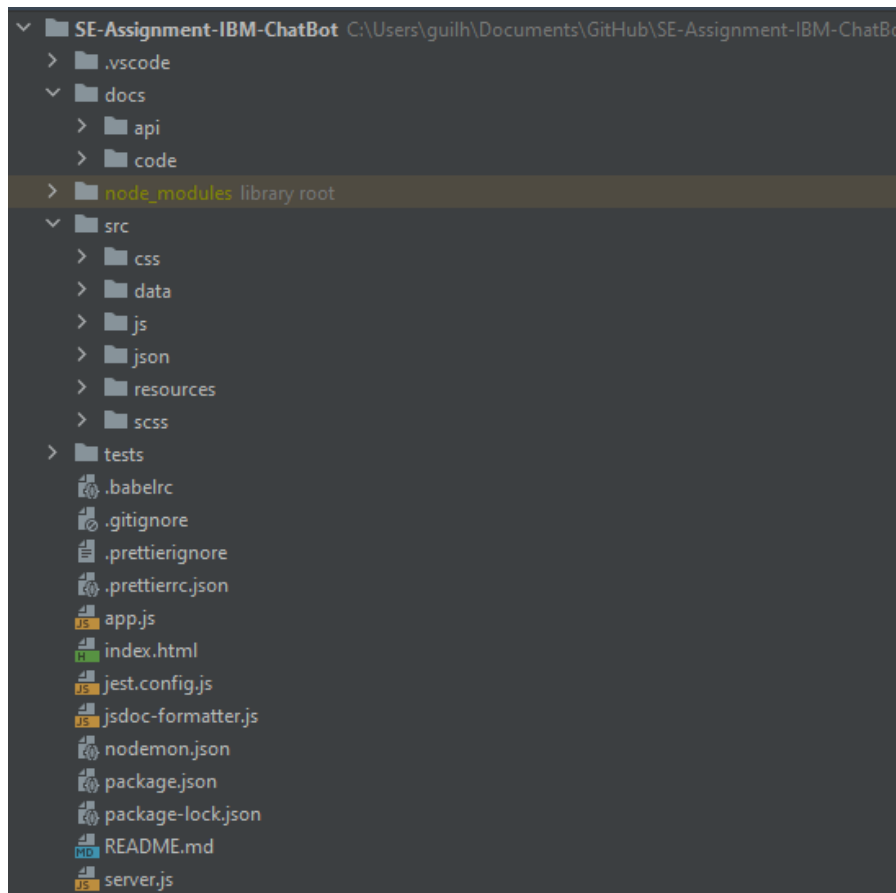 SE-Assignment-IBM-ChatBot C:\Users\guilh\Documents\GitHub\SE-Assignment-IBM-ChatBo
.vscode
docs
api
code
node_modules library root
src
css
data
js
json
resources
scss
tests
.babelrc
.gitignore
.prettierignore
.prettierrc.json
app.js
index.html
jest.config.js
jsdoc-formatter.js
nodemon.json
package.json
package-lock.json
README.md
server.js